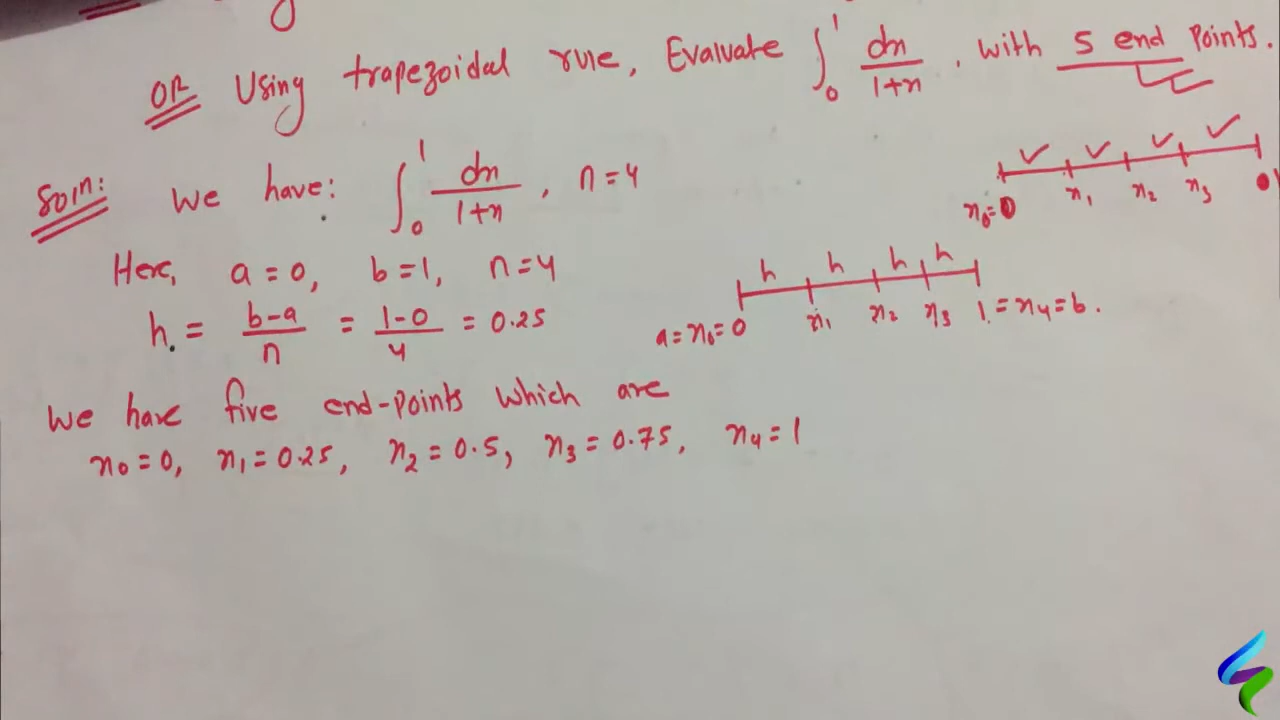 OR Using trapezoidal rule, Evaluate ∫₀¹ dx/(1+x), with 5 end points.
Soln: We have: ∫₀¹ dx/(1+x), n=4
x₀=0 x₁ x₂ x₃
Here, a=0, b=1, n=4
h h h h
h = (b-a)/n = (1-0)/4 = 0.25
a=x₀=0 x₁ x₂ x₃ 1=x₄=b.
We have five end-points which are
x₀=0, x₁=0.25, x₂=0.5, x₃=0.75, x₄=1